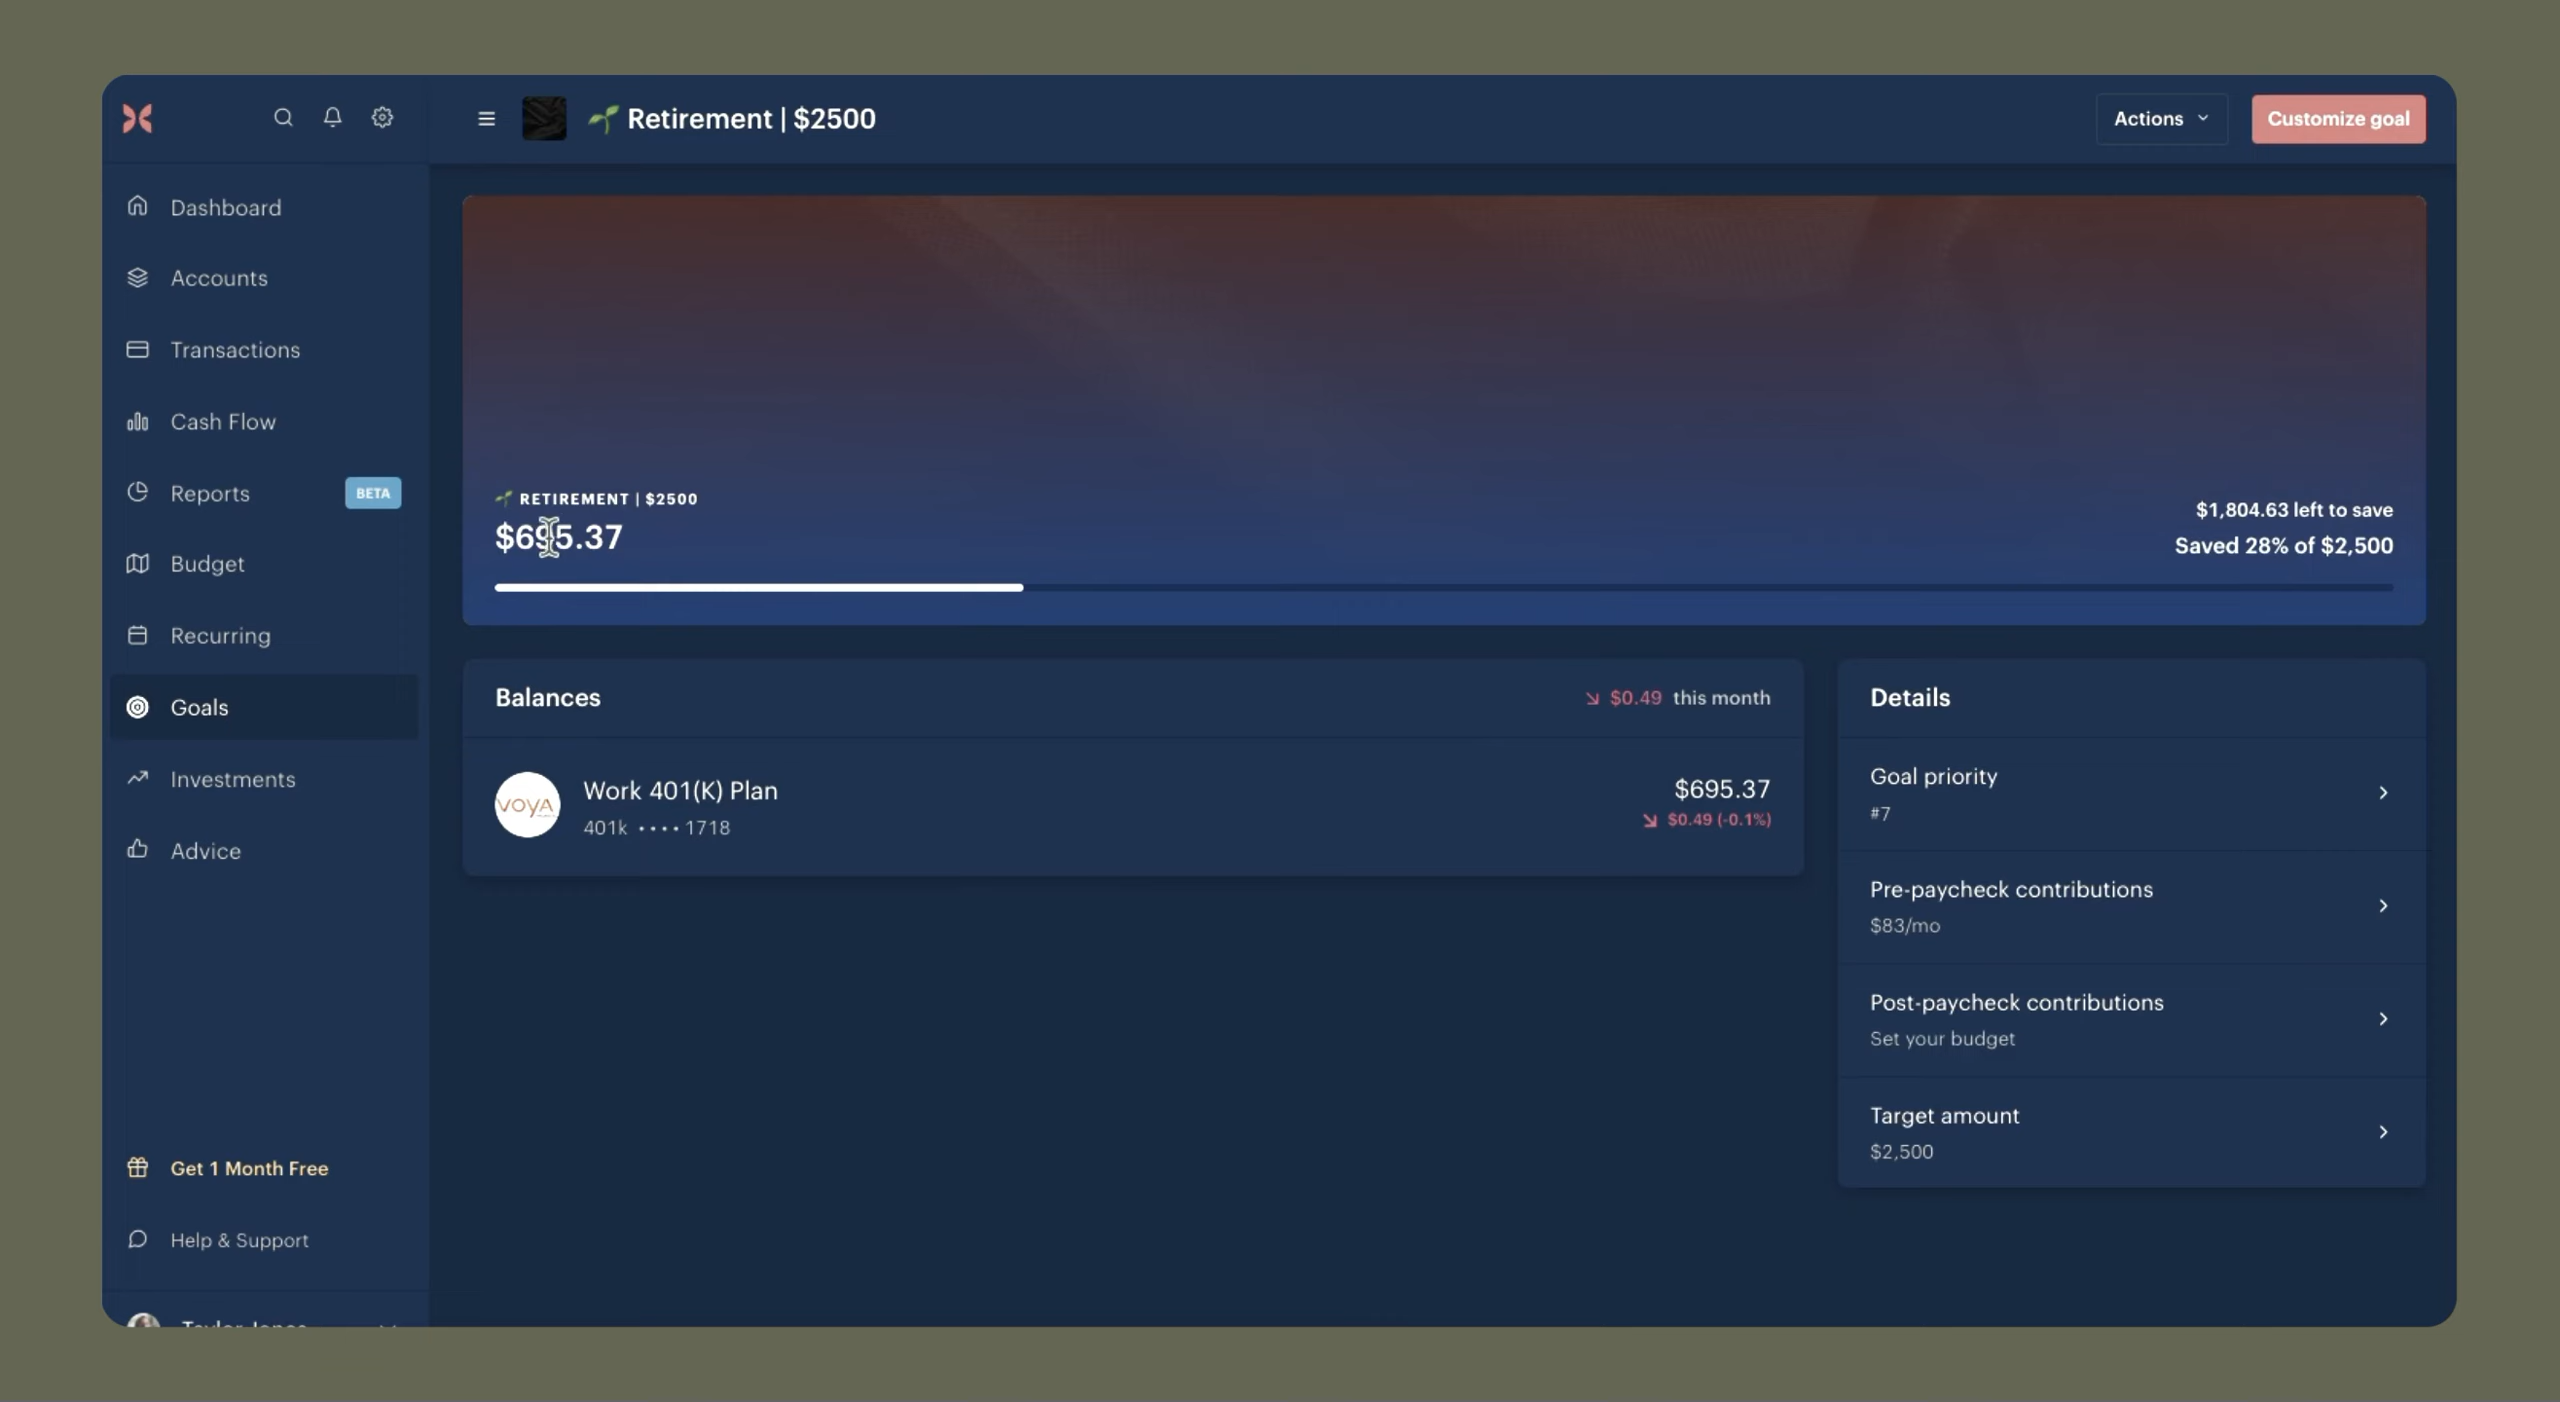 Retirement | $2500
Actions
Customize goal
Dashboard
Accounts
Transactions
Cash Flow
Reports
BETA
Budget
Recurring
Goals
Investments
Advice
Get 1 Month Free
Help & Support
Taylor Jones
RETIREMENT | $2500
$695.37
$1,804.63 left to save
Saved 28% of $2,500
Balances
$0.49 this month
VOYA
Work 401(K) Plan
401k •••• 1718
$695.37
$0.49 (-0.1%)
Details
Goal priority
#7
Pre-paycheck contributions
$83/mo
Post-paycheck contributions
Set your budget
Target amount
$2,500